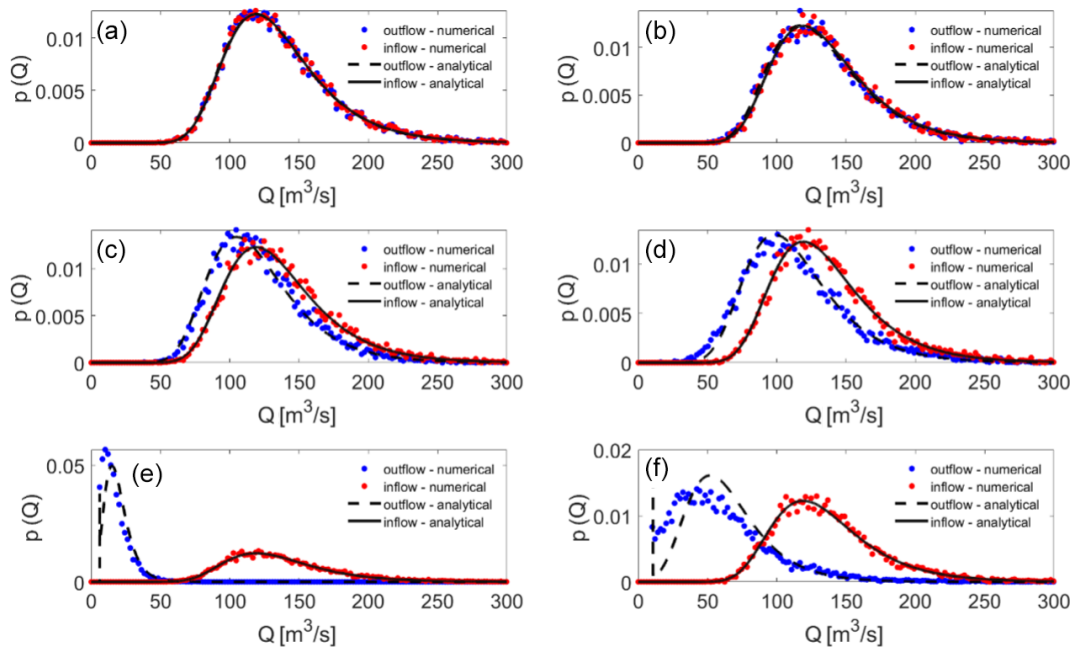 (a)
outflow - numerical
inflow - numerical
outflow - analytical
inflow - analytical
p (Q)
0.01
0.005
0
0 50 100 150 200 250 300
Q [m³/s]
(b)
outflow - numerical
inflow - numerical
outflow - analytical
inflow - analytical
p (Q)
0.01
0.005
0
0 50 100 150 200 250 300
Q [m³/s]
(c)
outflow - numerical
inflow - numerical
outflow - analytical
inflow - analytical
p (Q)
0.01
0.005
0
0 50 100 150 200 250 300
Q [m³/s]
(d)
outflow - numerical
inflow - numerical
outflow - analytical
inflow - analytical
p (Q)
0.01
0.005
0
0 50 100 150 200 250 300
Q [m³/s]
(e)
outflow - numerical
inflow - numerical
outflow - analytical
inflow - analytical
p (Q)
0.05
0
0 50 100 150 200 250 300
Q [m³/s]
(f)
outflow - numerical
inflow - numerical
outflow - analytical
inflow - analytical
p (Q)
0.02
0.01
0
0 50 100 150 200 250 300
Q [m³/s]